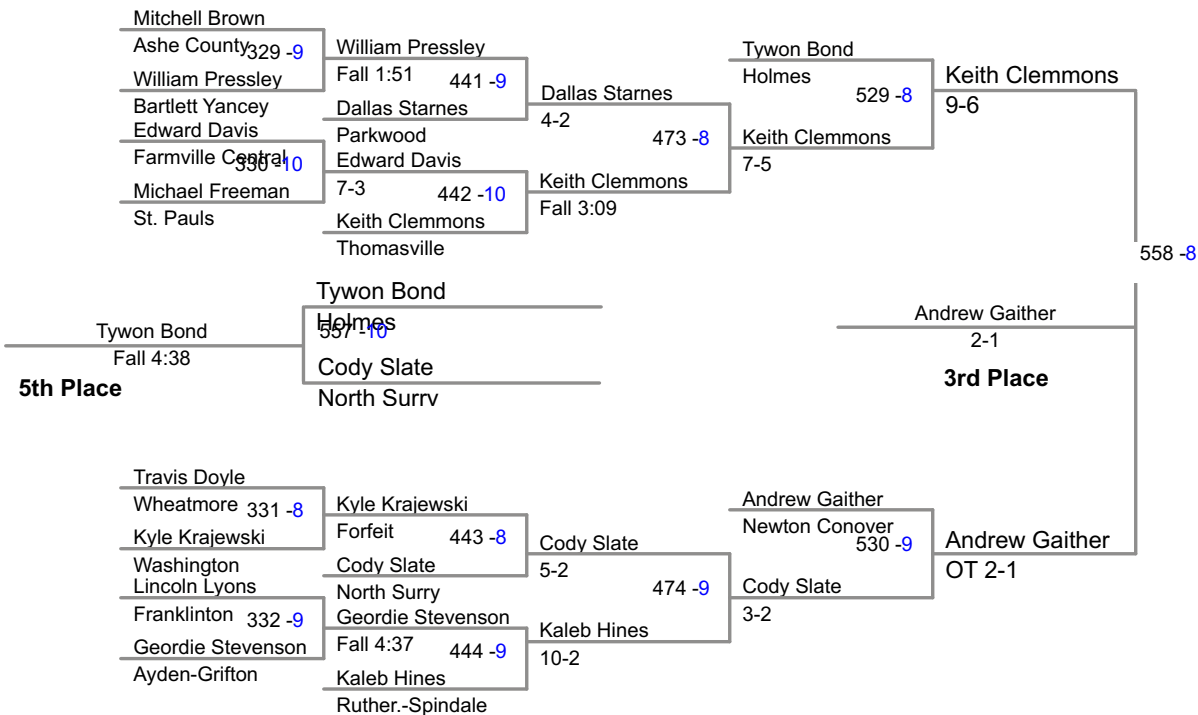 Mitchell Brown
Ashe County
329 -9
William Pressley
Bartlett Yancey
Edward Davis
Farmville Central
330 -10
Michael Freeman
St. Pauls
William Pressley
Fall 1:51
441 -9
Dallas Starnes
Parkwood
Edward Davis
7-3
442 -10
Keith Clemmons
Thomasville
Dallas Starnes
4-2
473 -8
Keith Clemmons
Fall 3:09
Tywon Bond
Holmes
529 -8
Keith Clemmons
7-5
Keith Clemmons
9-6
558 -8
Tywon Bond
Holmes
557 -10
Cody Slate
North Surry
Tywon Bond
Fall 4:38
5th Place
Andrew Gaither
2-1
3rd Place
Travis Doyle
Wheatmore
331 -8
Kyle Krajewski
Washington
Lincoln Lyons
Franklinton
332 -9
Geordie Stevenson
Ayden-Grifton
Kyle Krajewski
Forfeit
443 -8
Cody Slate
North Surry
Geordie Stevenson
Fall 4:37
444 -9
Kaleb Hines
Ruther.-Spindale
Cody Slate
5-2
474 -9
Kaleb Hines
10-2
Andrew Gaither
Newton Conover
530 -9
Cody Slate
3-2
Andrew Gaither
OT 2-1